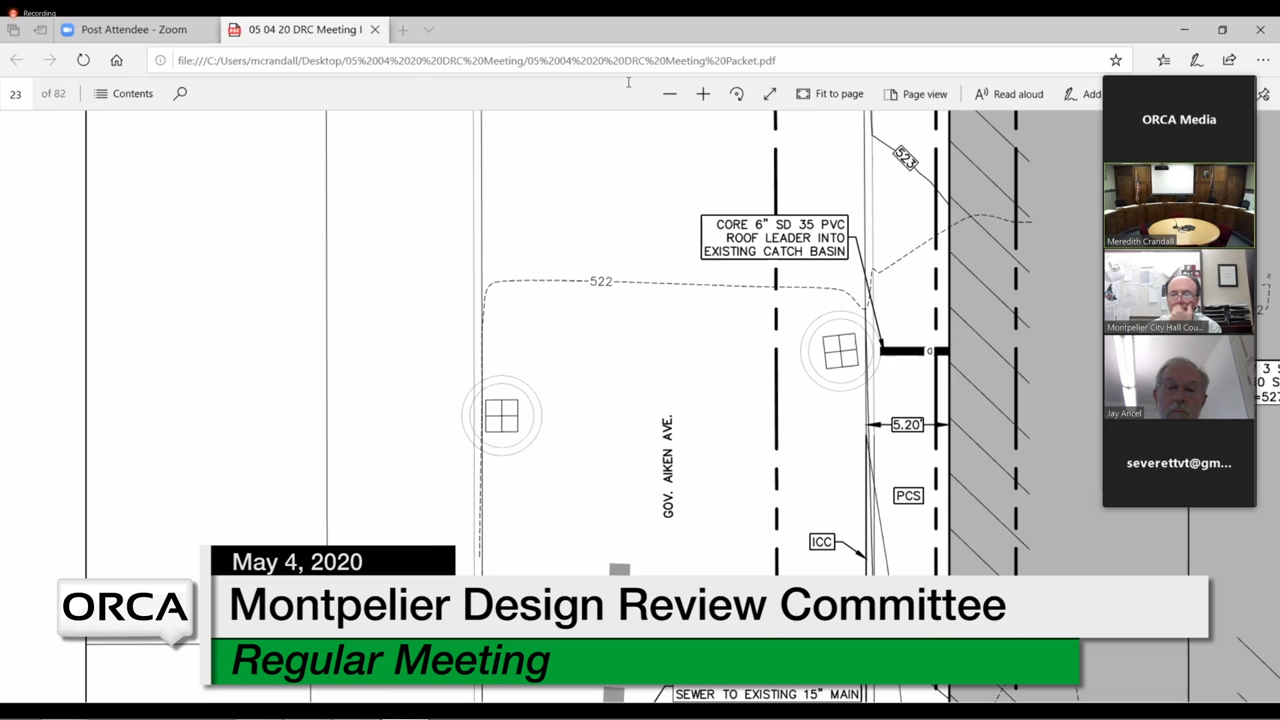 Recording
Post Attendee - Zoom
05 04 20 DRC Meeting I
file:///C:/Users/mcrandall/Desktop/05%2004%2020%20DRC%20Meeting/05%2004%2020%20DRC%20Meeting%20Packet.pdf
23 of 82
Contents
Fit to page
Page view
Read aloud
Add
ORCA Media
Meredith Crandall
Montpelier City Hall Cou...
Jay Ancel
severettvt@gm...
523
CORE 6" SD 35 PVC
ROOF LEADER INTO
EXISTING CATCH BASIN
522
GOV. AIKEN AVE.
5.20'
PCS
ICC
SEWER TO EXISTING 15" MAIN
May 4, 2020
ORCA
Montpelier Design Review Committee
Regular Meeting